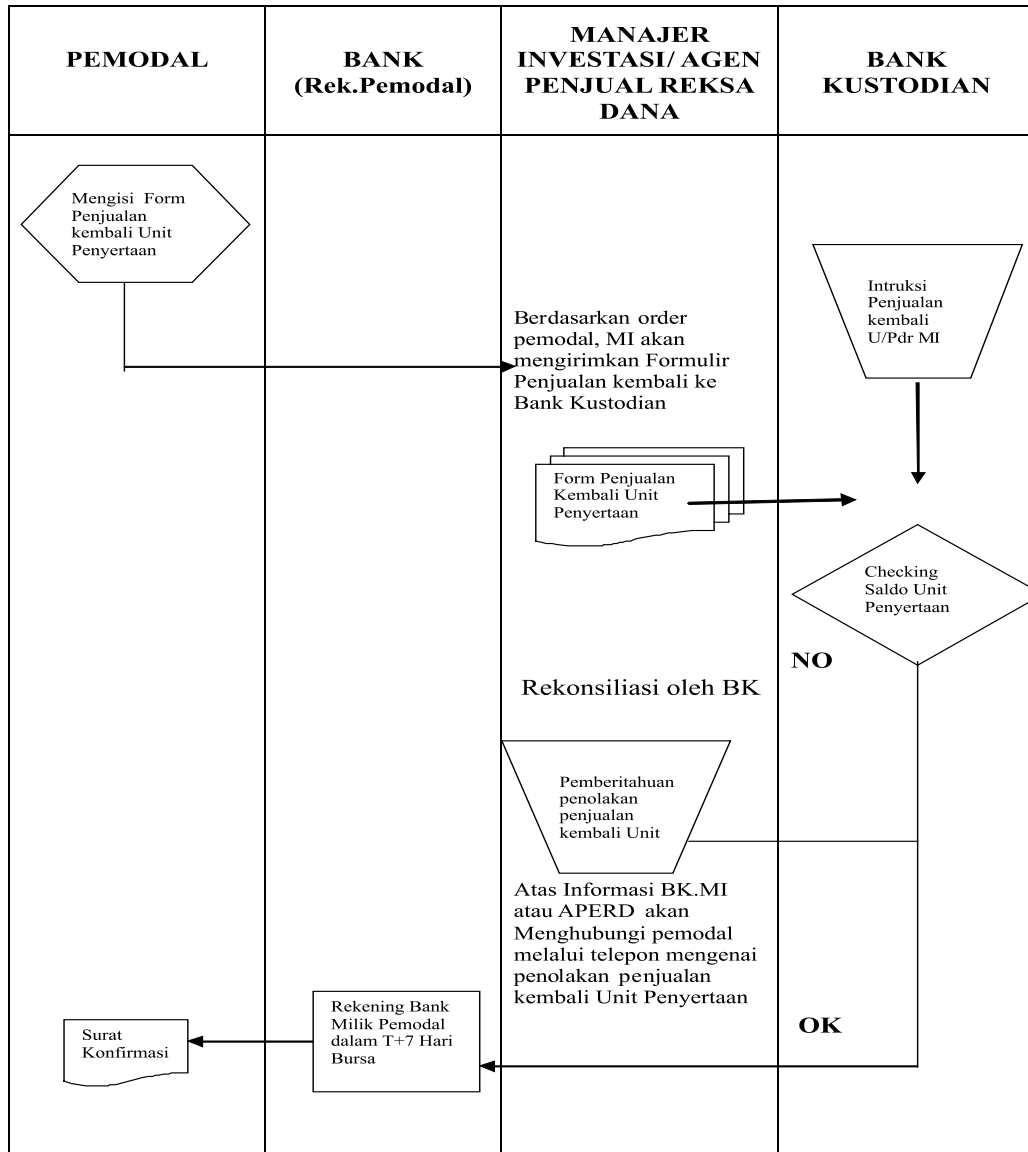 PEMODAL
BANK
(Rek.Pemodal)
MANAJER
INVESTASI/ AGEN
PENJUAL REKSA
DANA
BANK
KUSTODIAN
Mengisi Form
Penjualan
kembali Unit
Penyertaan
Berdasarkan order
pemodal, MI akan
mengirimkan Formulir
Penjualan kembali ke
Bank Kustodian
Intruksi
Penjualan
kembali
U/Pdr MI
Form Penjualan
Kembali Unit
Penyertaan
Checking
Saldo Unit
Penyertaan
NO
Rekonsiliasi oleh BK
Pemberitahuan
penolakan
penjualan
kembali Unit
Atas Informasi BK.MI
atau APERD akan
Menghubungi pemodal
melalui telepon mengenai
penolakan penjualan
kembali Unit Penyertaan
OK
Rekening Bank
Milik Pemodal
dalam T+7 Hari
Bursa
Surat
Konfirmasi